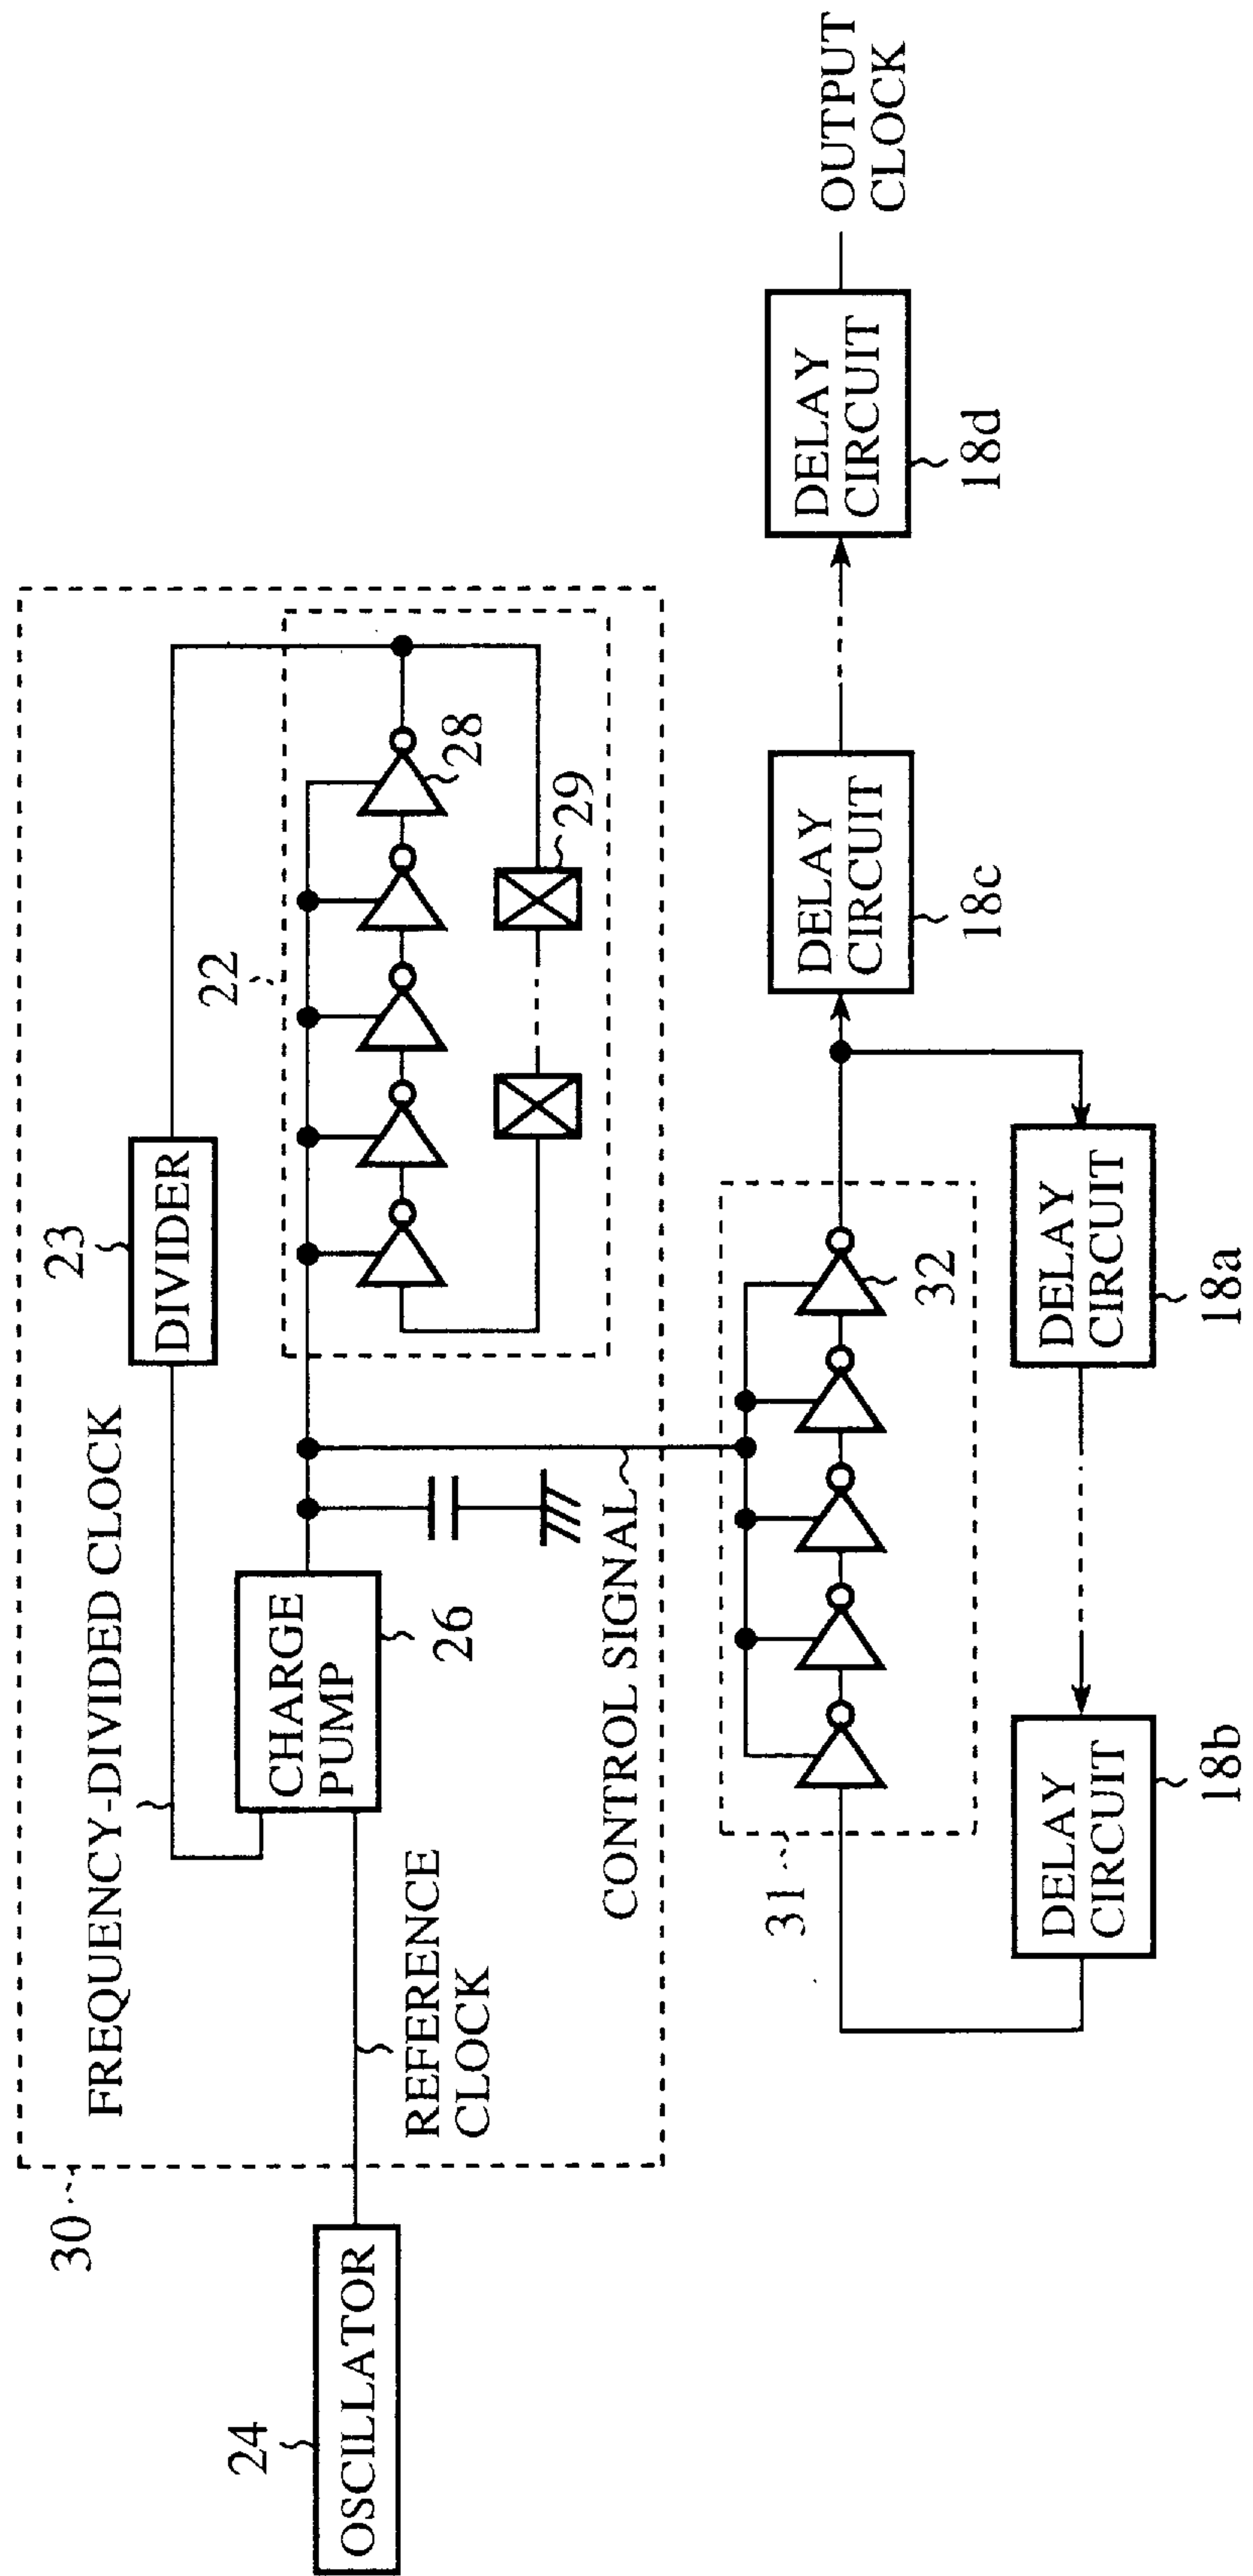 30
24
OSCILLATOR
FREQUENCY-DIVIDED CLOCK
23
DIVIDER
CHARGE
PUMP
26
REFERENCE
CLOCK
CONTROL SIGNAL
22
28
29
31
32
DELAY
CIRCUIT
18b
DELAY
CIRCUIT
18a
DELAY
CIRCUIT
18c
DELAY
CIRCUIT
18d
OUTPUT
CLOCK